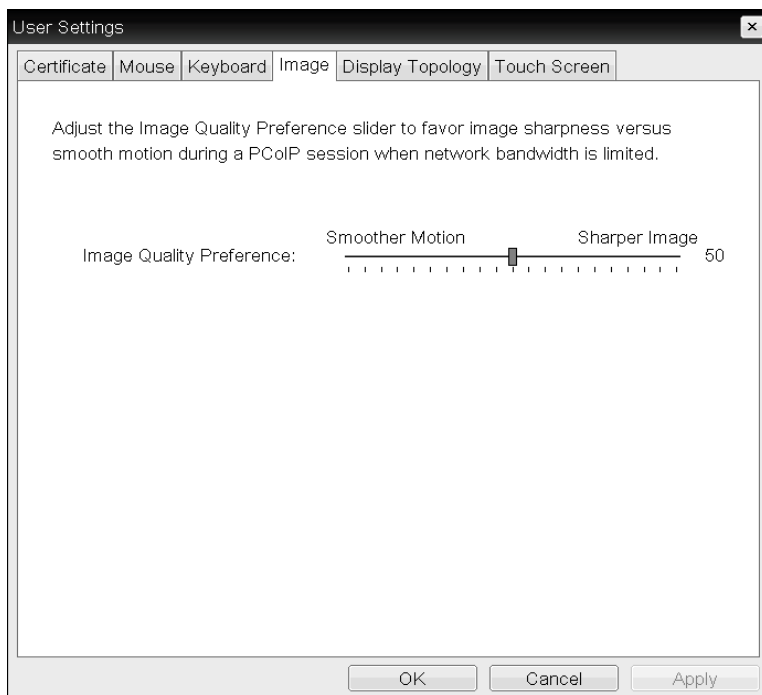 User Settings
Certificate Mouse Keyboard Image Display Topology Touch Screen
Adjust the Image Quality Preference slider to favor image sharpness versus
smooth motion during a PCoIP session when network bandwidth is limited.
Smoother Motion Sharper Image
Image Quality Preference: 50
OK Cancel Apply